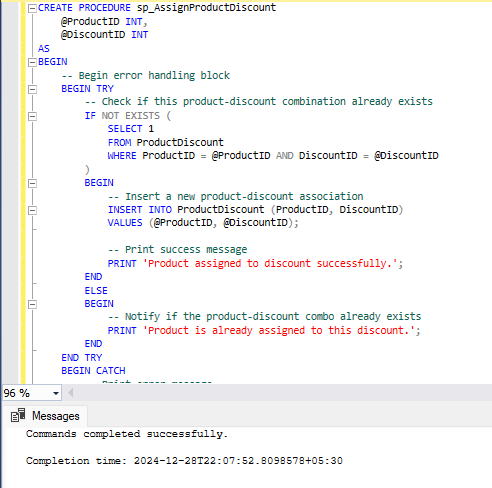 CREATE PROCEDURE sp_AssignProductDiscount
@ProductID INT,
@DiscountID INT
AS
BEGIN
-- Begin error handling block
BEGIN TRY
-- Check if this product-discount combination already exists
IF NOT EXISTS (
SELECT 1
FROM ProductDiscount
WHERE ProductID = @ProductID AND DiscountID = @DiscountID
)
BEGIN
-- Insert a new product-discount association
INSERT INTO ProductDiscount (ProductID, DiscountID)
VALUES (@ProductID, @DiscountID);
-- Print success message
PRINT 'Product assigned to discount successfully.';
END
ELSE
BEGIN
-- Notify if the product-discount combo already exists
PRINT 'Product is already assigned to this discount.';
END
END TRY
BEGIN CATCH
-- Print error message
96 %
Messages
Commands completed successfully.
Completion time: 2024-12-28T22:07:52.8098578+05:30